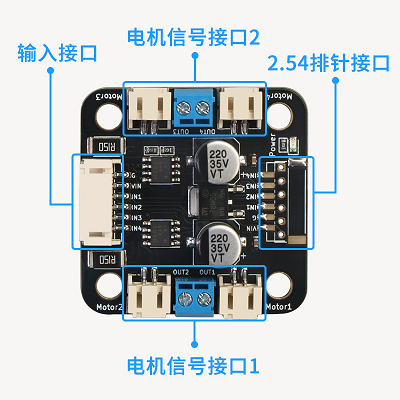 电机信号接口2
输入接口
2.54排针接口
Motor3
Motor4
OUT3
OUT4
Power
R150
220
35V
VT
G
VIN
IN1
IN2
IN3
IN4
IN4
IN3
IN2
IN1
G
VIN
220
35V
VT
R150
OUT2
OUT1
Motor2
Motor1
电机信号接口1